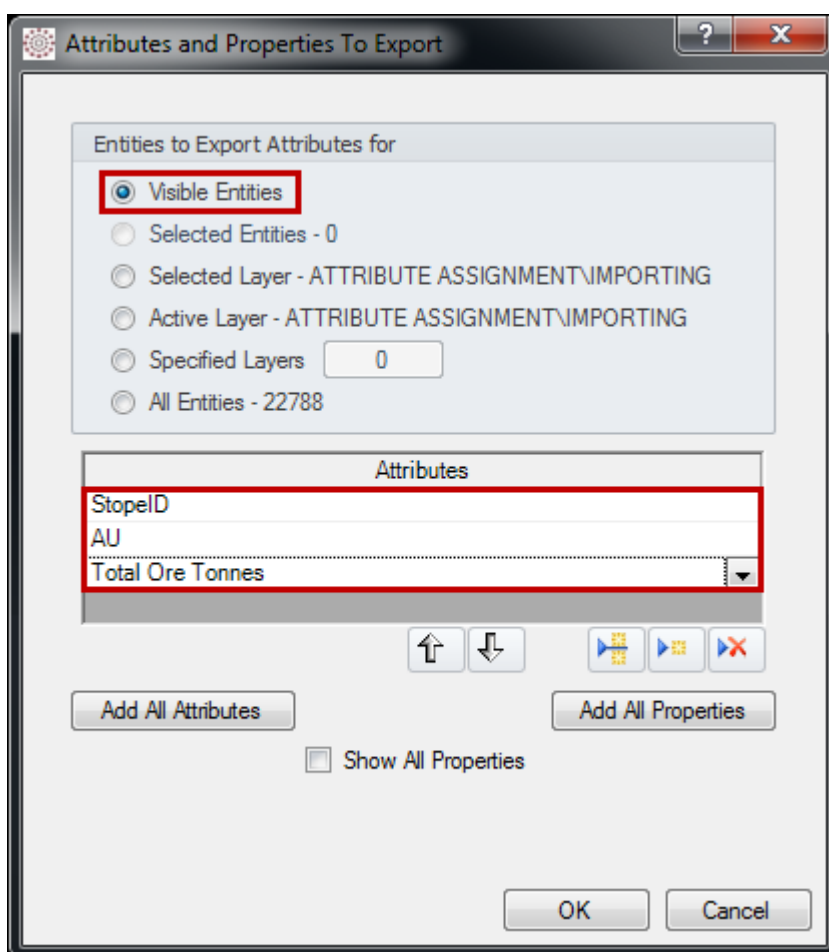 Attributes and Properties To Export
?
Entities to Export Attributes for
Visible Entities
Selected Entities - 0
Selected Layer - ATTRIBUTE ASSIGNMENT\IMPORTING
Active Layer - ATTRIBUTE ASSIGNMENT\IMPORTING
Specified Layers 0
All Entities - 22788
Attributes
StopeID
AU
Total Ore Tonnes
Add All Attributes Add All Properties
Show All Properties
OK Cancel